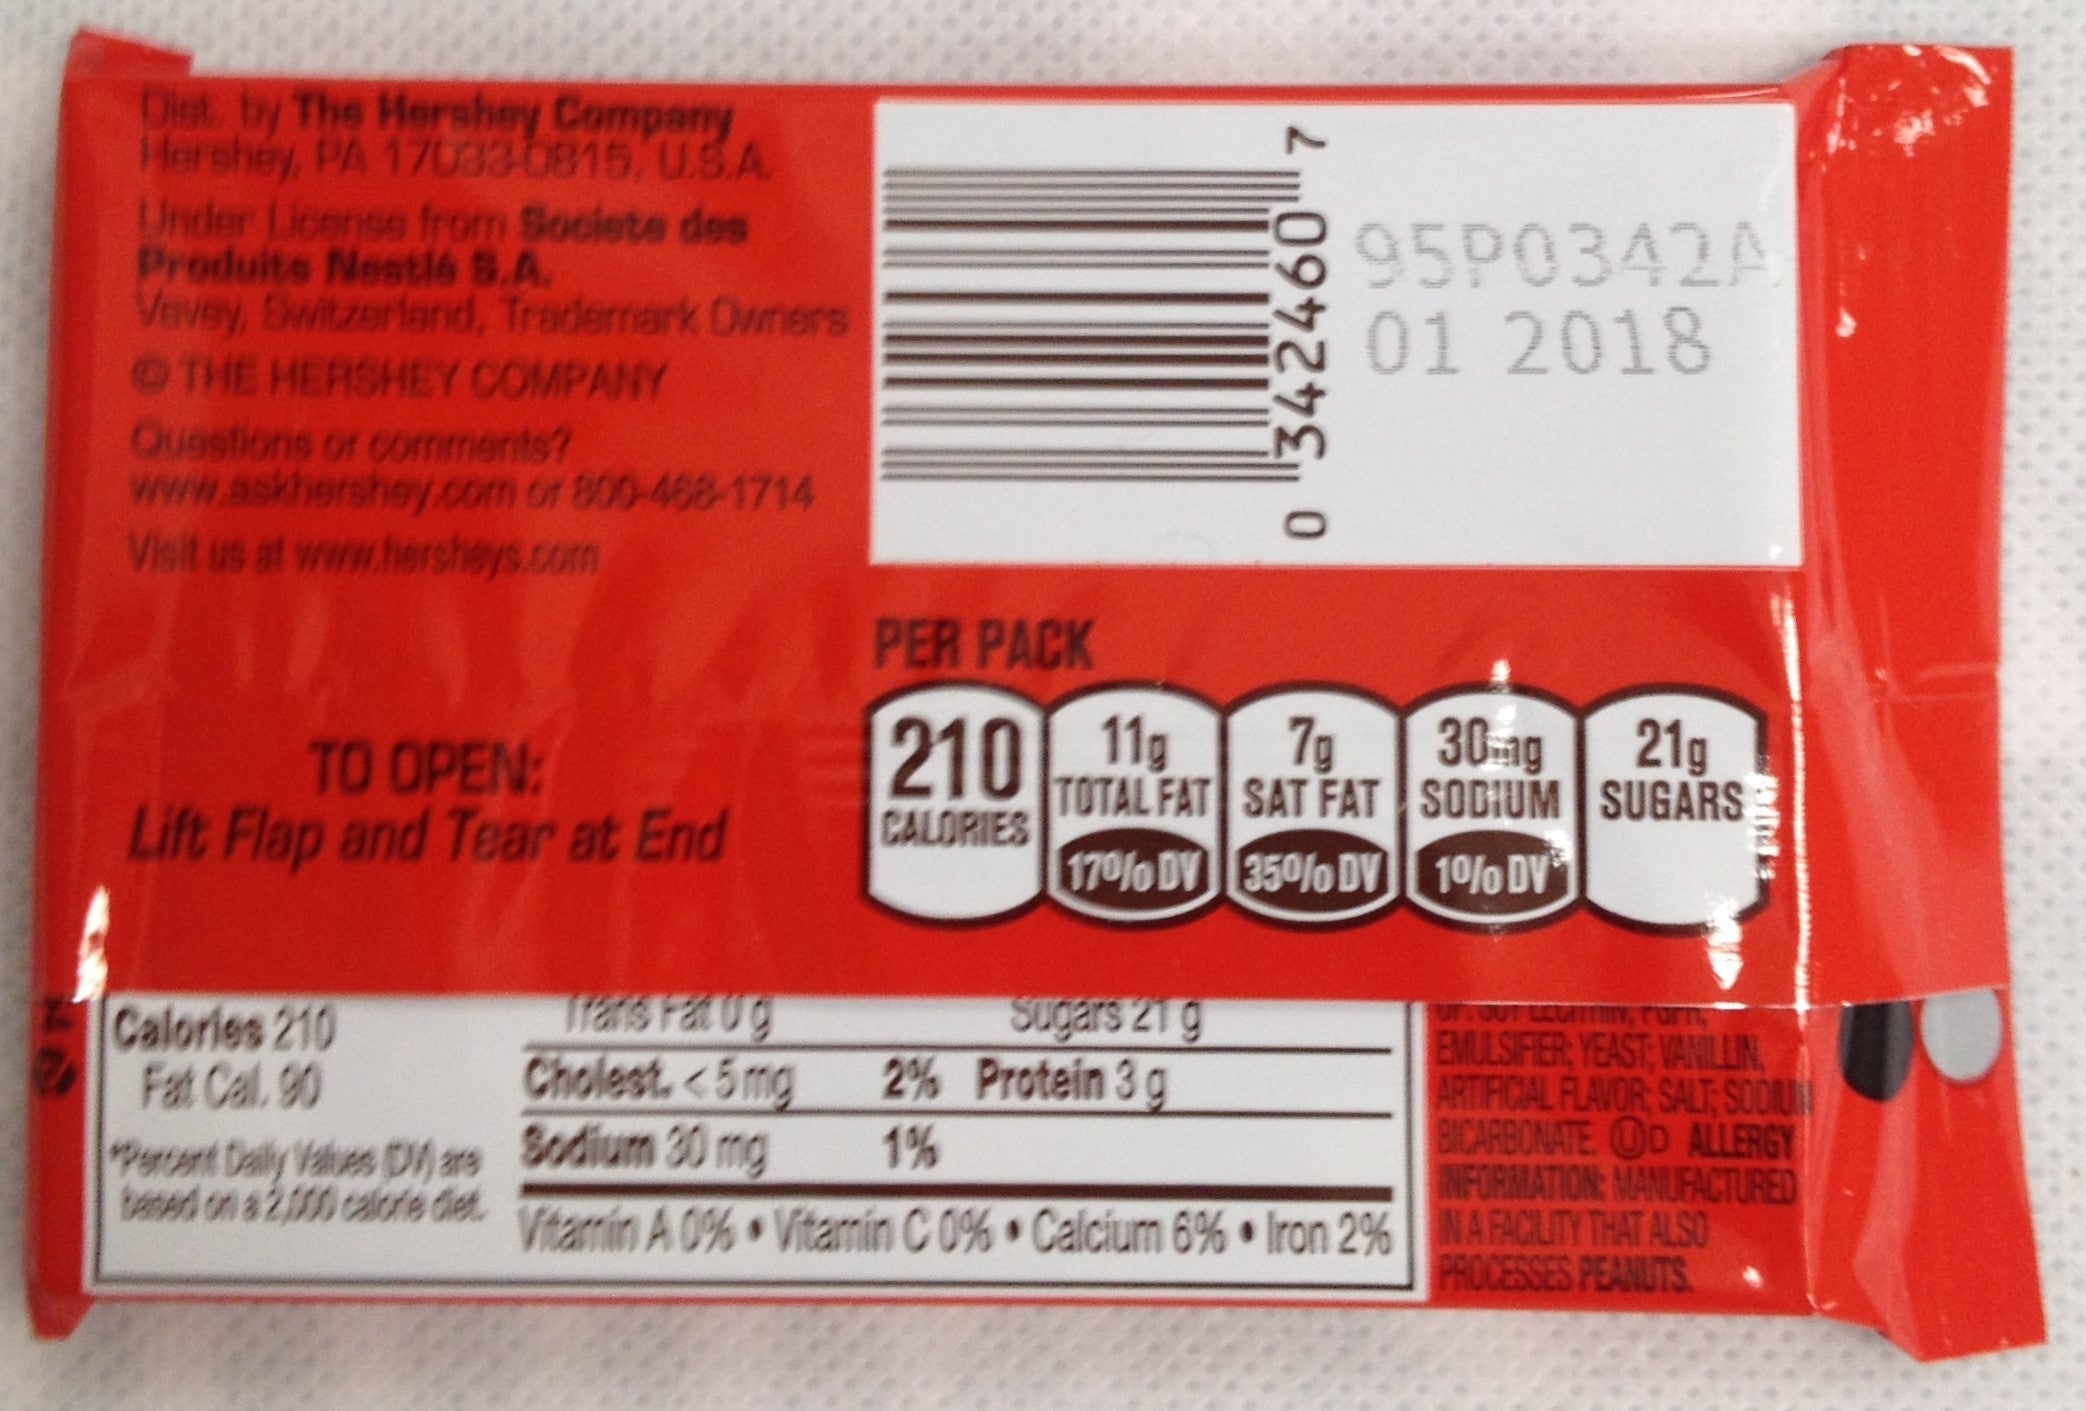 Dist. by The Hershey Company
Hershey, PA 17033-0815, U.S.A.
Under License from Societe des
Produits Nestlé S.A.
Vevey, Switzerland, Trademark Owners
© THE HERSHEY COMPANY
Questions or comments?
www.askhershey.com or 800-468-1714
Visit us at www.hersheys.com
TO OPEN:
Lift Flap and Tear at End
0 3424607 7
95P0342A
01 2018
PER PACK
210
CALORIES
11g
TOTAL FAT
17% DV
7g
SAT FAT
35% DV
30mg
SODIUM
1% DV
21g
SUGARS
Calories 210
Fat Cal. 90
*Percent Daily Values (DV) are
based on a 2,000 calorie diet.
Trans Fat 0 g Sugars 21 g
Cholest. < 5 mg 2% Protein 3 g
Sodium 30 mg 1%
Vitamin A 0% • Vitamin C 0% • Calcium 6% • Iron 2%
SOY LECITHIN; PGPR,
EMULSIFIER; YEAST; VANILLIN,
ARTIFICIAL FLAVOR; SALT; SODIUM
BICARBONATE. ⓊD ALLERGY
INFORMATION: MANUFACTURED
IN A FACILITY THAT ALSO
PROCESSES PEANUTS.